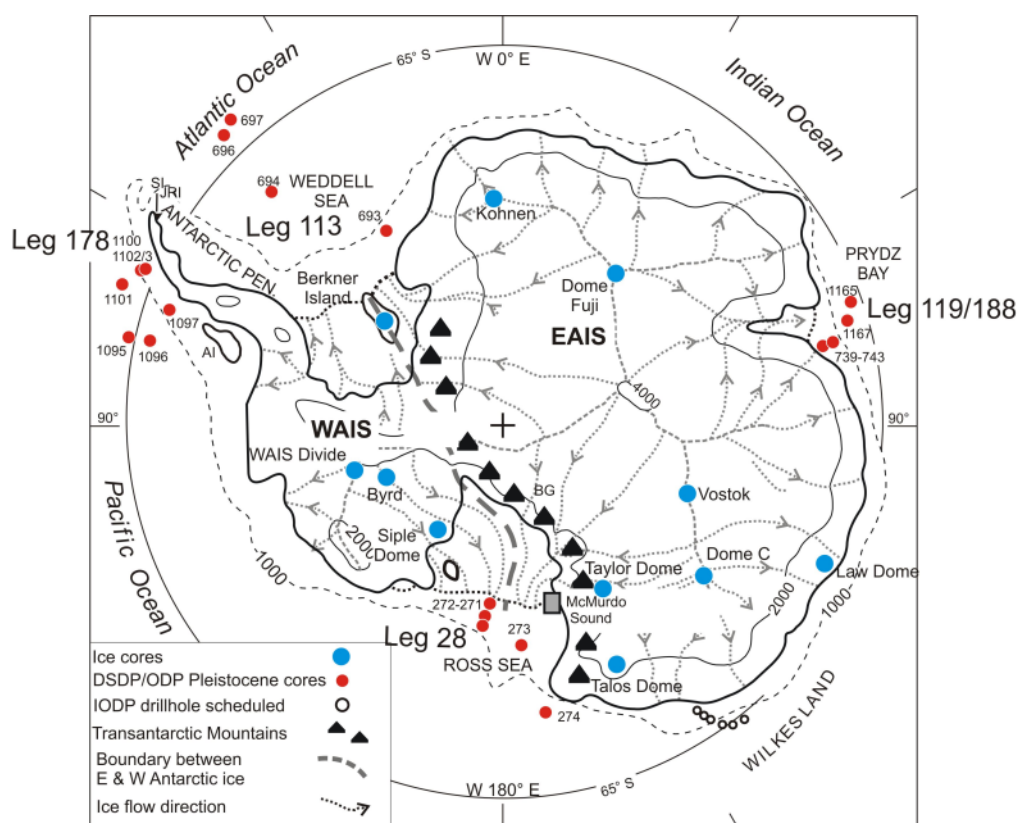 Atlantic Ocean
65° S
W 0° E
Indian Ocean
697
696
694
WEDDELL
SEA
693
Leg 113
SI
JRI
ANTARCTIC PEN.
Leg 178
1100
1102/3
1101
1097
1095
1096
AI
Berkner
Island
Kohnen
Dome
Fuji
EAIS
PRYDZ
BAY
1165
Leg 119/188
1167
739-743
4000
90°
90°
WAIS
WAIS Divide
Byrd
BG
Vostok
Siple
Dome
2000
1000
Pacific Ocean
Taylor Dome
Dome C
Law Dome
McMurdo
Sound
272-271
Leg 28
273
ROSS SEA
Talos Dome
274
2000
1000
WILKES LAND
W 180° E
65° S
Ice cores
DSDP/ODP Pleistocene cores
IODP drillhole scheduled
Transantarctic Mountains
Boundary between
E & W Antarctic ice
Ice flow direction